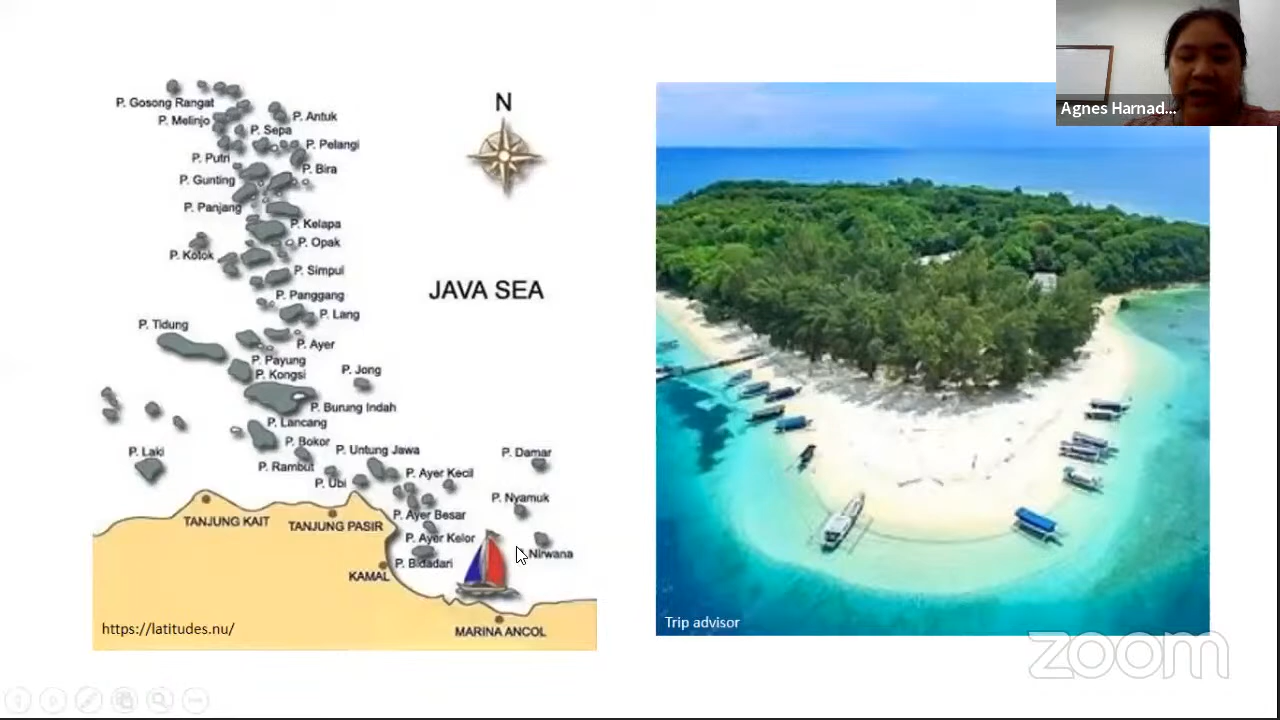 Agnes Harnad...
N
P. Gosong Rangat
P. Melinjo
P. Antuk
P. Sepa
P. Pelangi
P. Putri
P. Bira
P. Gunting
P. Panjang
P. Kelapa
P. Opak
P. Kotok
P. Simpul
JAVA SEA
P. Panggang
P. Lang
P. Tidung
P. Ayer
P. Payung
P. Jong
P. Kongsi
P. Burung Indah
P. Lancang
P. Bokor
P. Untung Jawa
P. Laki
P. Rambut
P. Damar
P. Ubi
P. Ayer Kecil
P. Nyamuk
P. Ayer Besar
TANJUNG KAIT
TANJUNG PASIR
P. Ayer Kelor
Nirwana
P. Bidadari
KAMAL
MARINA ANCOL
https://latitudes.nu/
Trip advisor
zoom